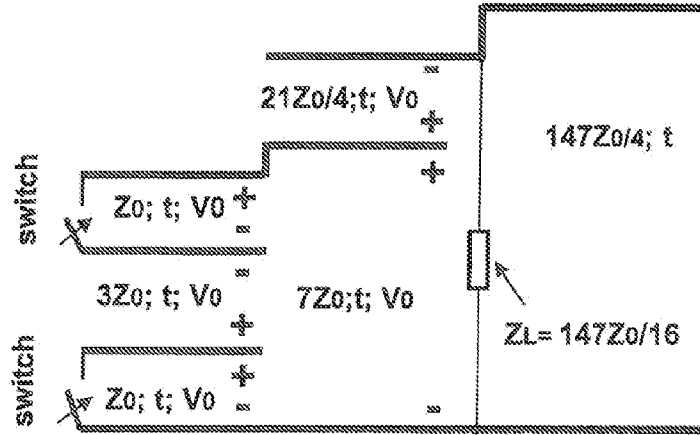 21Z0/4;t; V0
147Z0/4; t
switch
Z0; t; V0
3Z0; t; V0
7Z0;t; V0
ZL= 147Z0/16
switch
Z0; t; V0